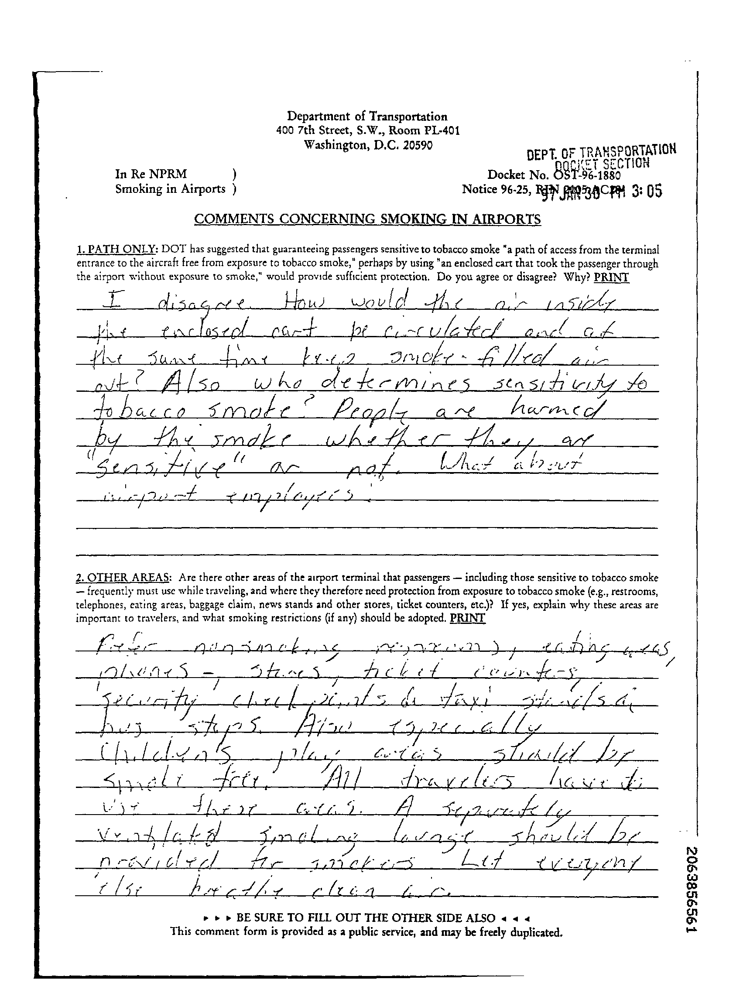 Department of Transportation
400 7th Street, S.W., Room PL-401
Washington, D.C. 20590
DEPT. OF TRANSPORTATION
DOCKET SECTION
In Re NPRM )
Docket No. OST-96-1880
Smoking in Airports )
Notice 96-25, 97 JAN 30 PM 3:05
COMMENTS CONCERNING SMOKING IN AIRPORTS
1. PATH ONLY: DOT has suggested that guaranteeing passengers sensitive to tobacco smoke "a path of access from the terminal
entrance to the aircraft free from exposure to tobacco smoke," perhaps by using "an enclosed cart that took the passenger through
the airport without exposure to smoke," would provide sufficient protection. Do you agree or disagree? Why? PRINT
I disagree. How would the air inside
the enclosed cart be circulated and at
the same time keep smoke-filled air
out? Also who determines sensitivity to
tobacco smoke? People are harmed
by the smoke whether they are
"sensitive" or not. What about
airport employees?
2. OTHER AREAS: Are there other areas of the airport terminal that passengers — including those sensitive to tobacco smoke
— frequently must use while traveling, and where they therefore need protection from exposure to tobacco smoke (e.g., restrooms,
telephones, eating areas, baggage claim, news stands and other stores, ticket counters, etc.)? If yes, explain why these areas are
important to travelers, and what smoking restrictions (if any) should be adopted. PRINT
nonsmoking eating areas,
phones - stores, ticket counters,
security check points & taxi stands &
bus stops. Also especially
children's play areas should be
smoke free. All travelers have to
use these areas. A separately
ventilated smoking lounge should be
provided for smokers Let everyone
else breathe clean air.
▸ ▸ ▸ BE SURE TO FILL OUT THE OTHER SIDE ALSO ◂ ◂ ◂
This comment form is provided as a public service, and may be freely duplicated.
2063856561